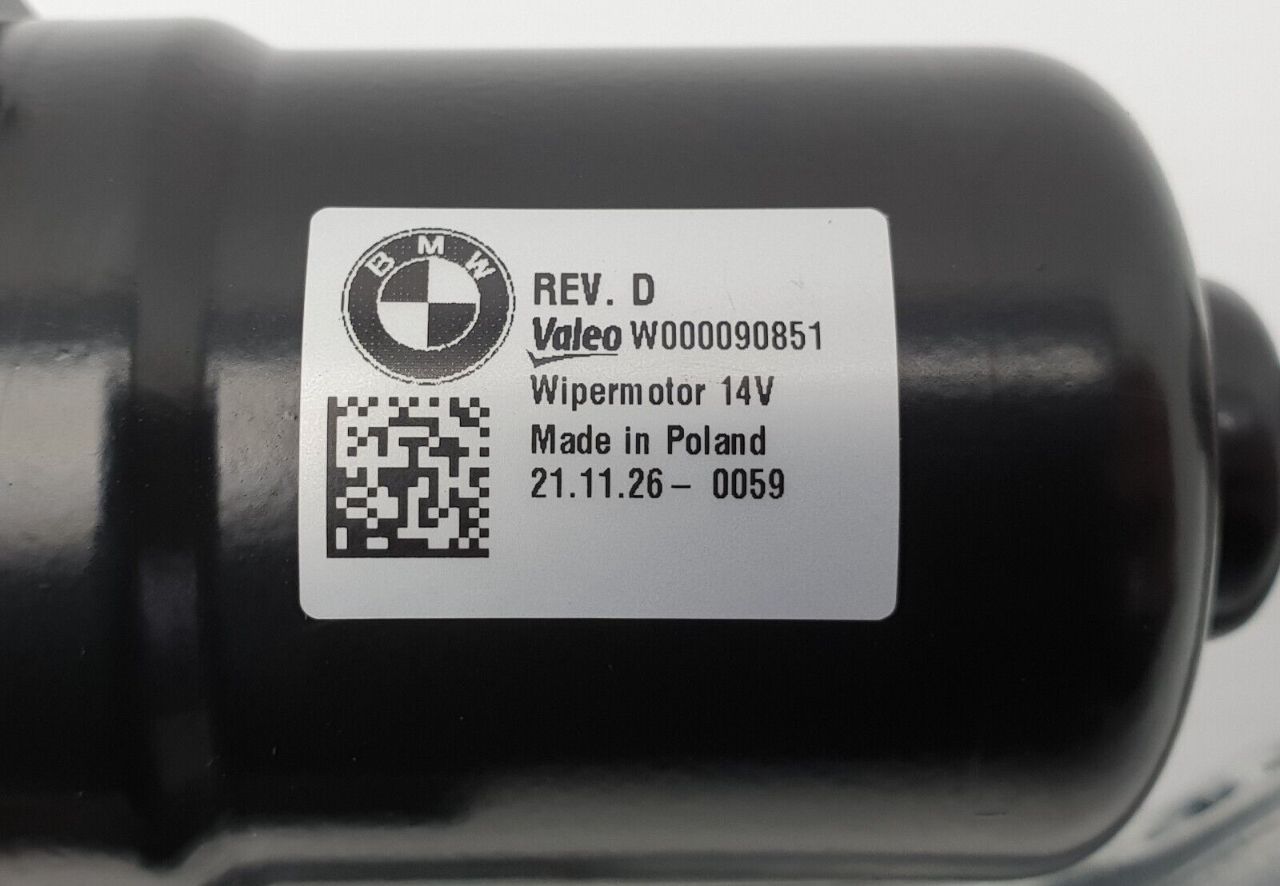 BMW
REV. D
Valeo W000090851
Wipermotor 14V
Made in Poland
21.11.26 - 0059